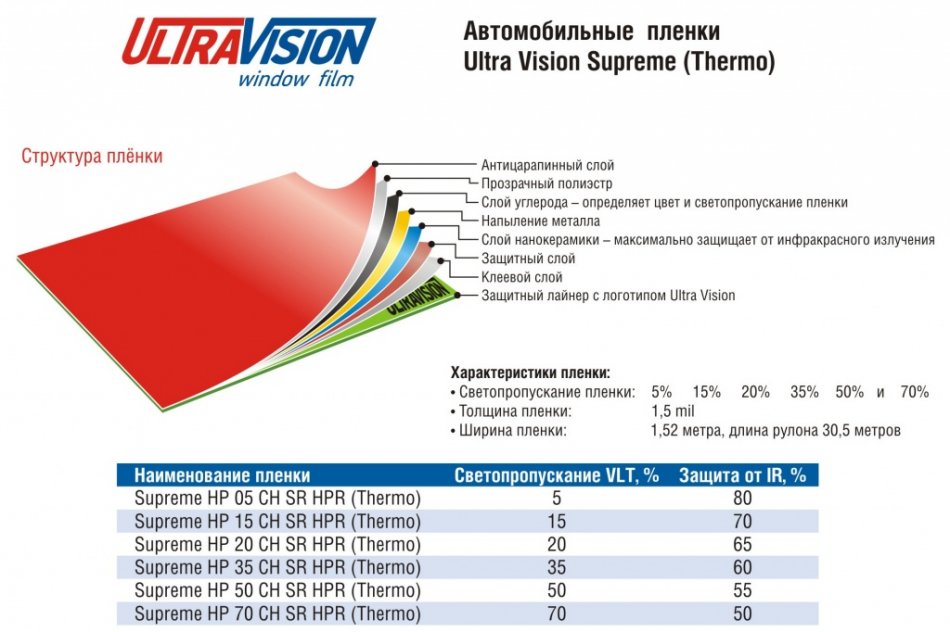 ULTRAVISION
window film
Автомобильные пленки
Ultra Vision Supreme (Thermo)
Структура плёнки
Антицарапинный слой
Прозрачный полиэстр
Слой углерода – определяет цвет и светопропускание пленки
Напыление металла
Слой нанокерамики – максимально защищает от инфракрасного излучения
Защитный слой
Клеевой слой
Защитный лайнер с логотипом Ultra Vision
ULTRAVISION
Характеристики пленки:
• Светопропускание пленки: 5% 15% 20% 35% 50% и 70%
• Толщина пленки: 1,5 mil
• Ширина пленки: 1,52 метра, длина рулона 30,5 метров
Наименование пленки Светопропускание VLT, % Защита от IR, %
Supreme HP 05 CH SR HPR (Thermo) 5 80
Supreme HP 15 CH SR HPR (Thermo) 15 70
Supreme HP 20 CH SR HPR (Thermo) 20 65
Supreme HP 35 CH SR HPR (Thermo) 35 60
Supreme HP 50 CH SR HPR (Thermo) 50 55
Supreme HP 70 CH SR HPR (Thermo) 70 50